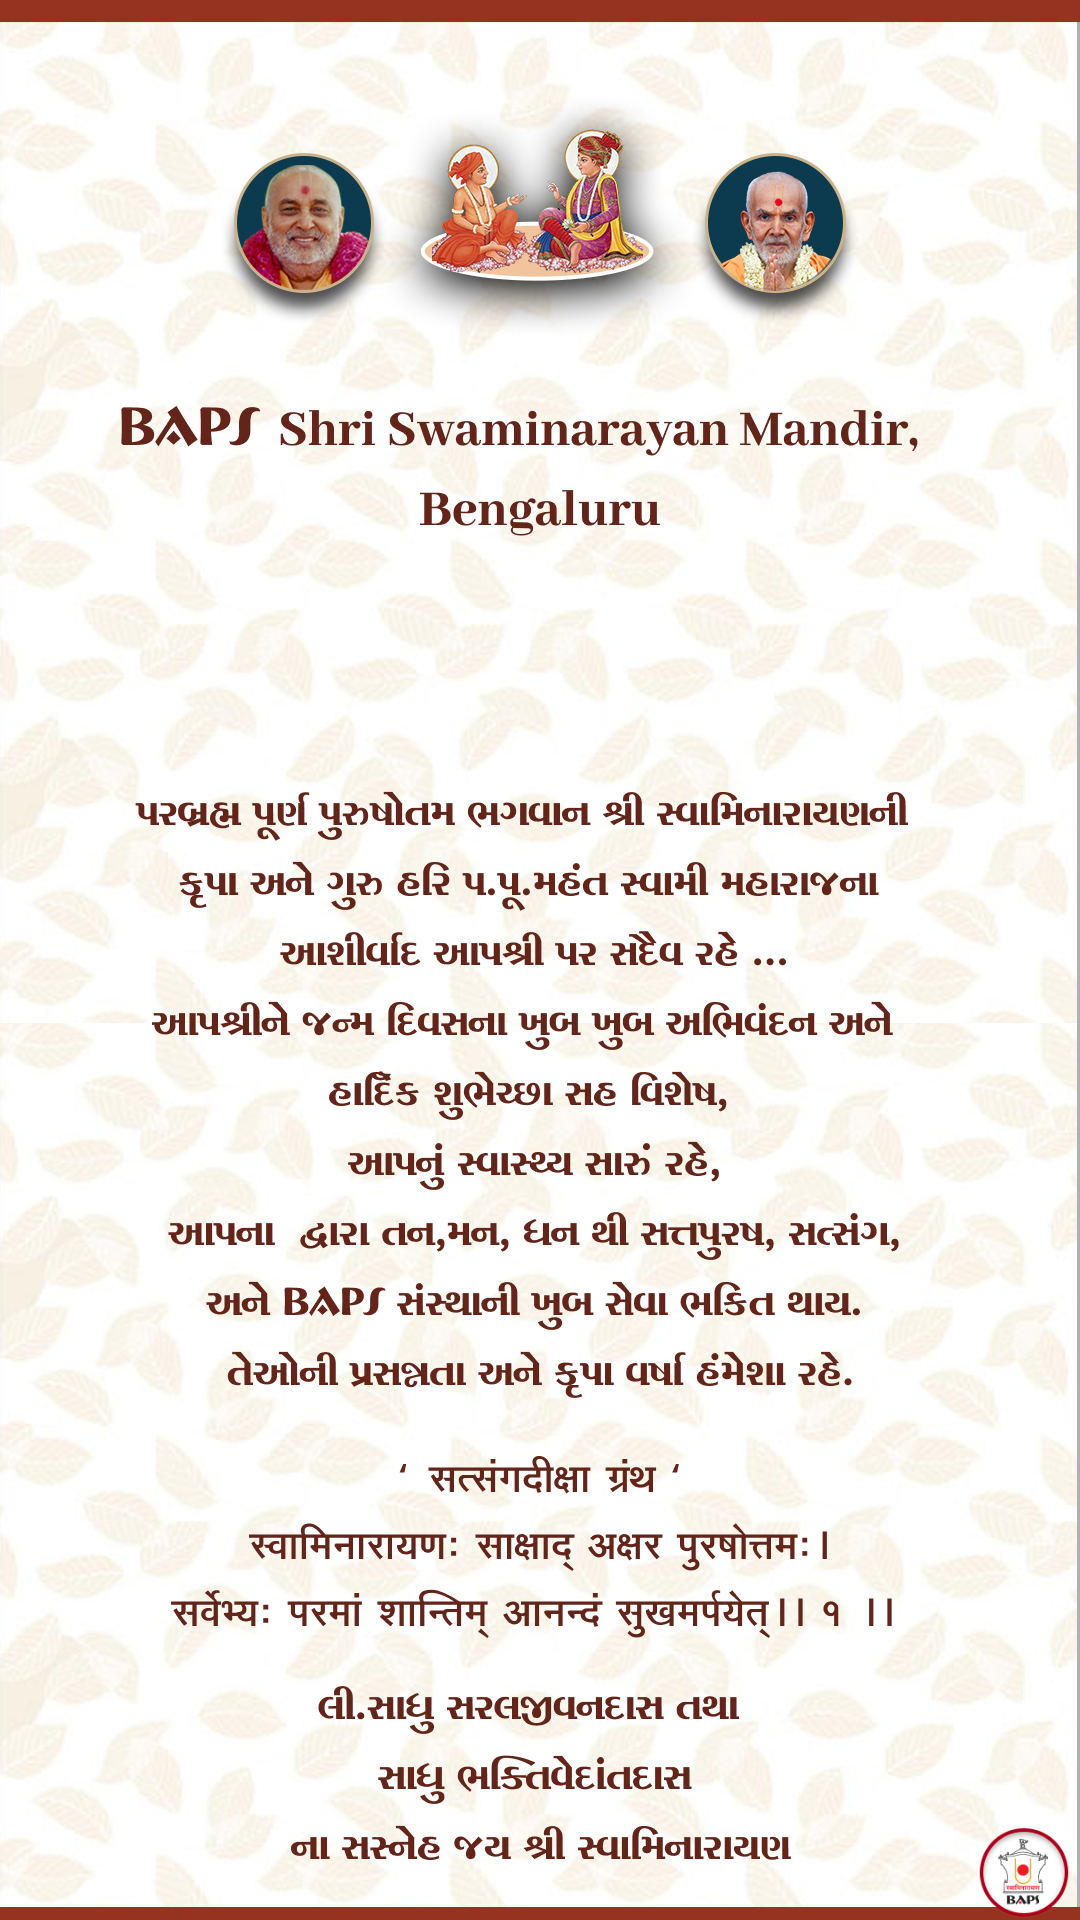 BAPS Shri Swaminarayan Mandir,
Bengaluru
પરબ્રહ્મ પૂર્ણ પુરુષોતમ ભગવાન શ્રી સ્વામિનારાયણની
કૃપા અને ગુરુ હરિ પ.પૂ.મહંત સ્વામી મહારાજના
આશીર્વાદ આપશ્રી પર સદૈવ રહે ...
આપશ્રીને જન્મ દિવસના ખુબ ખુબ અભિવંદન અને
હાર્દિક શુભેચ્છા સહ વિશેષ,
આપનું સ્વાસ્થ્ય સારું રહે,
આપના દ્વારા તન,મન, ધન થી સત્તપુરષ, સત્સંગ,
અને BAPS સંસ્થાની ખુબ સેવા ભકિત થાય.
તેઓની પ્રસન્નતા અને કૃપા વર્ષા હંમેશા રહે.
‘ सत्संगदीक्षा ग्रंथ ‘
स्वामिनारायणः साक्षाद् अक्षर पुरषोत्तमः।
सर्वेभ्यः परमां शान्तिम् आनन्दं सुखमर्पयेत्।। १ ।।
લી.સાધુ સરલજીવનદાસ તથા
સાધુ ભક્તિવેદાંતદાસ
ના સસ્નેહ જય શ્રી સ્વામિનારાયણ
स्वामिनारायण
BAPS